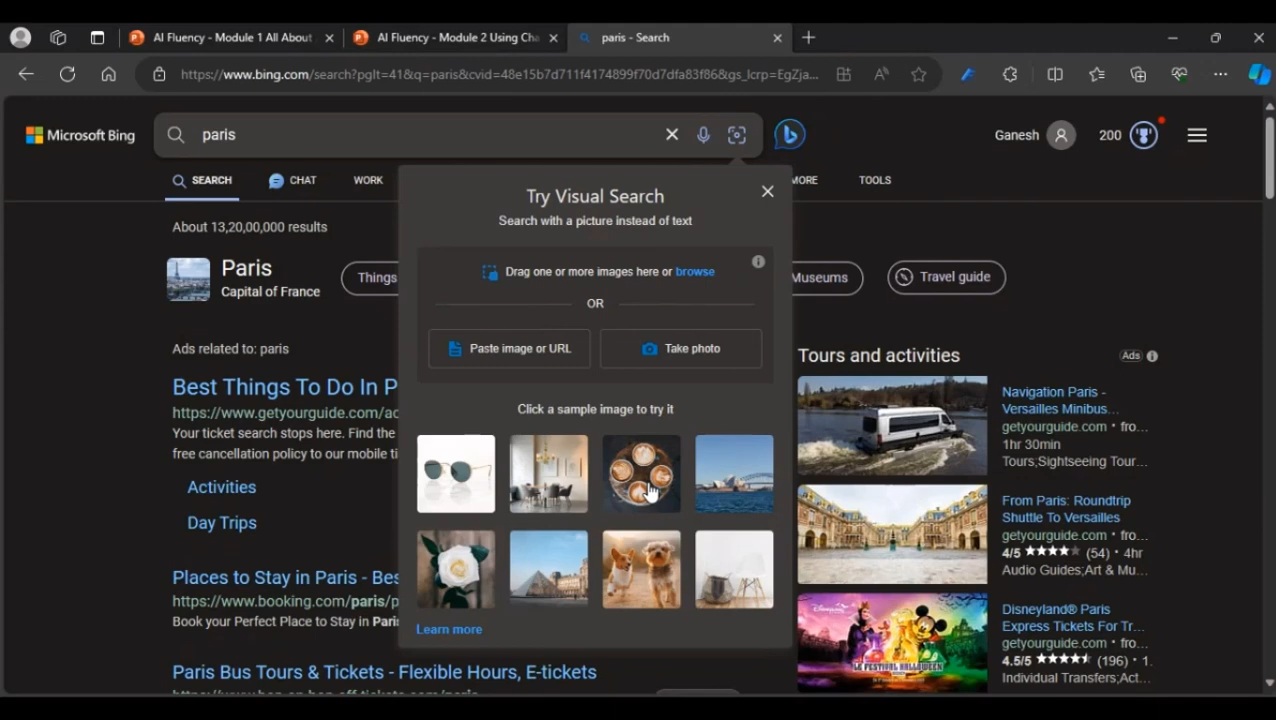 AI Fluency - Module 1 All About
AI Fluency - Module 2 Using Cha
paris - Search
https://www.bing.com/search?pglt=41&q=paris&cvid=48e15b7d711f4174899f70d7dfa83f86&gs_lcrp=EgZja...
Microsoft Bing
paris
Ganesh
200
SEARCH
CHAT
WORK
MORE
TOOLS
About 13,20,00,000 results
Paris
Capital of France
Things
Museums
Travel guide
Try Visual Search
Search with a picture instead of text
Drag one or more images here or browse
OR
Paste image or URL
Take photo
Click a sample image to try it
Learn more
Ads related to: paris
Best Things To Do In P
https://www.getyourguide.com/ac
Your ticket search stops here. Find the
free cancellation policy to our mobile ti
Activities
Day Trips
Places to Stay in Paris - Bes
https://www.booking.com/paris/p
Book your Perfect Place to Stay in Paris
Paris Bus Tours & Tickets - Flexible Hours, E-tickets
Tours and activities
Ads
Navigation Paris -
Versailles Minibus...
getyourguide.com • fro...
1hr 30min
Tours;Sightseeing Tour...
From Paris: Roundtrip
Shuttle To Versailles
getyourguide.com • fro...
4/5 ★★★★★ (54) • 4hr
Audio Guides;Art & Mu...
Disneyland® Paris
Express Tickets For Tr...
getyourguide.com • fro...
4.5/5 ★★★★★ (196) • 1.
Individual Transfers;Act...
Disneyland
LE FESTIVAL HALLOWEEN